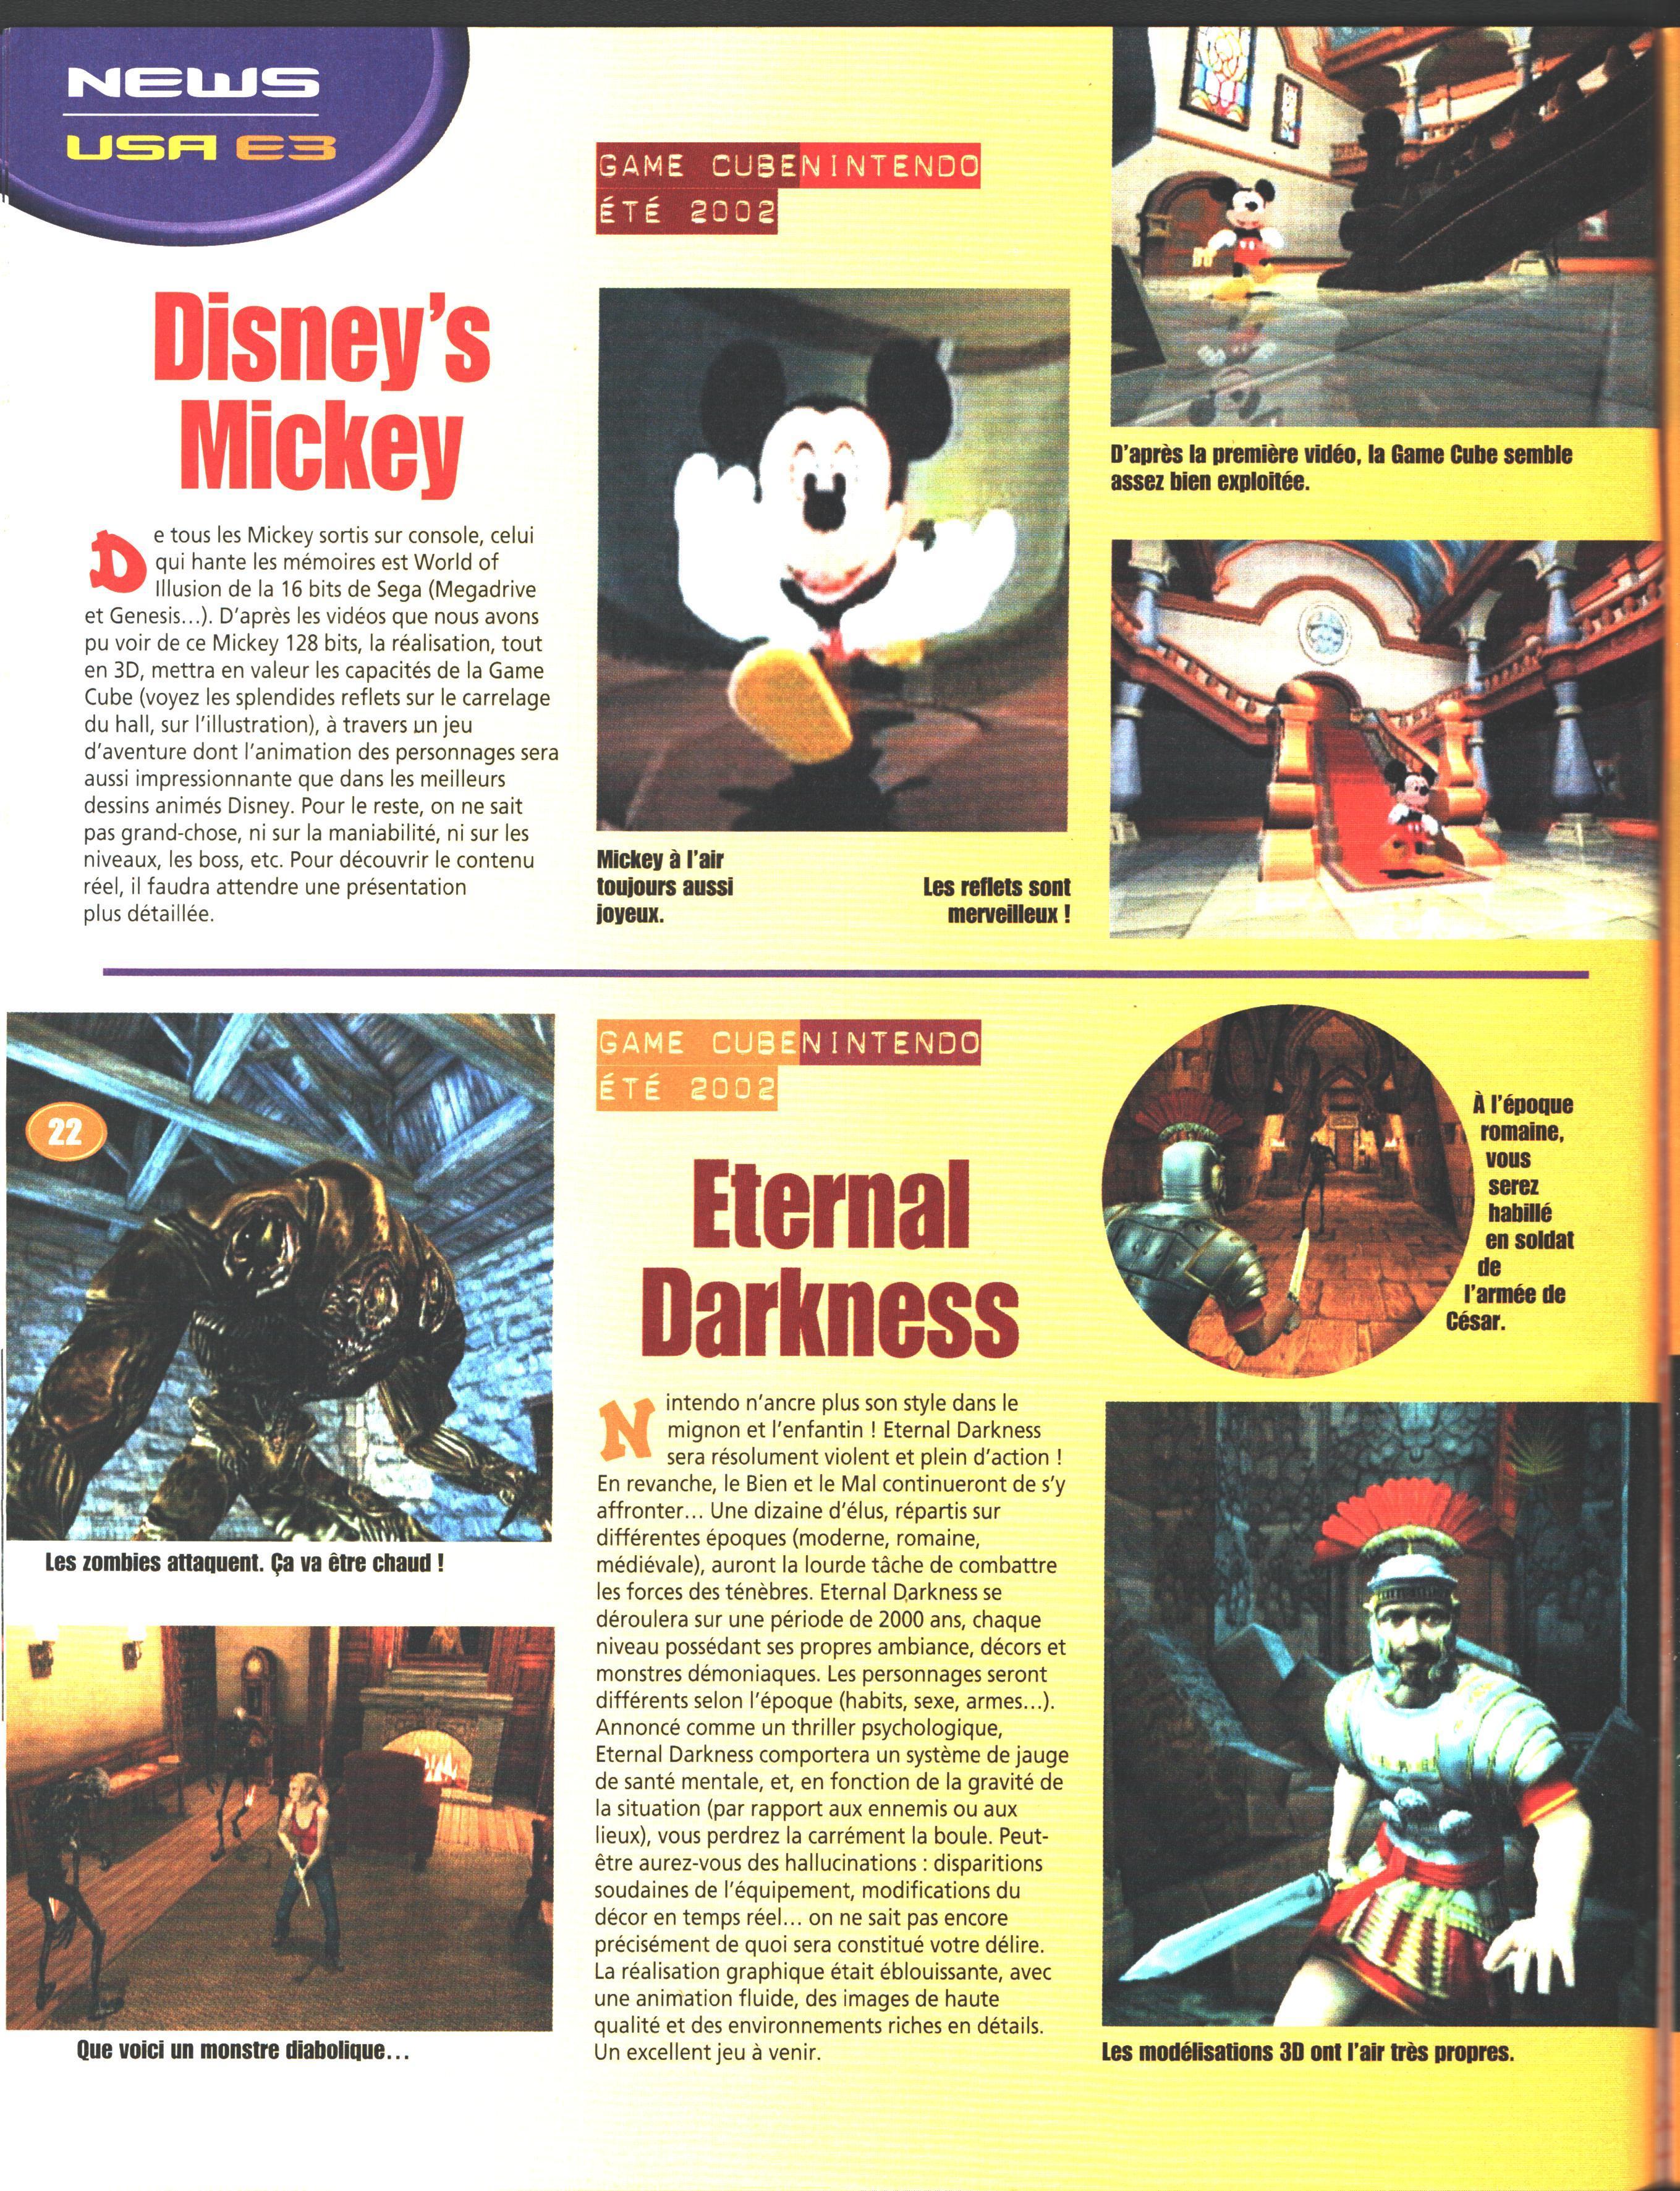 NEWS
USA E3
GAME CUBE NINTENDO
ÉTÉ 2002
Disney's
Mickey
De tous les Mickey sortis sur console, celui
qui hante les mémoires est World of
Illusion de la 16 bits de Sega (Megadrive
et Genesis...). D'après les vidéos que nous avons
pu voir de ce Mickey 128 bits, la réalisation, tout
en 3D, mettra en valeur les capacités de la Game
Cube (voyez les splendides reflets sur le carrelage
du hall, sur l'illustration), à travers un jeu
d'aventure dont l'animation des personnages sera
aussi impressionnante que dans les meilleurs
dessins animés Disney. Pour le reste, on ne sait
pas grand-chose, ni sur la maniabilité, ni sur les
niveaux, les boss, etc. Pour découvrir le contenu
réel, il faudra attendre une présentation
plus détaillée.
Mickey à l'air
toujours aussi
joyeux.
Les reflets sont
merveilleux !
D'après la première vidéo, la Game Cube semble
assez bien exploitée.
22
Les zombies attaquent. Ça va être chaud !
Que voici un monstre diabolique...
GAME CUBE NINTENDO
ÉTÉ 2002
Eternal
Darkness
Nintendo n'ancre plus son style dans le
mignon et l'enfantin ! Eternal Darkness
sera résolument violent et plein d'action !
En revanche, le Bien et le Mal continueront de s'y
affronter... Une dizaine d'élus, répartis sur
différentes époques (moderne, romaine,
médiévale), auront la lourde tâche de combattre
les forces des ténèbres. Eternal Darkness se
déroulera sur une période de 2000 ans, chaque
niveau possédant ses propres ambiance, décors et
monstres démoniaques. Les personnages seront
différents selon l'époque (habits, sexe, armes...).
Annoncé comme un thriller psychologique,
Eternal Darkness comportera un système de jauge
de santé mentale, et, en fonction de la gravité de
la situation (par rapport aux ennemis ou aux
lieux), vous perdrez la carrément la boule. Peut-
être aurez-vous des hallucinations : disparitions
soudaines de l'équipement, modifications du
décor en temps réel... on ne sait pas encore
précisément de quoi sera constitué votre délire.
La réalisation graphique était éblouissante, avec
une animation fluide, des images de haute
qualité et des environnements riches en détails.
Un excellent jeu à venir.
À l'époque
romaine,
vous
serez
habillé
en soldat
de
l'armée de
César.
Les modélisations 3D ont l'air très propres.